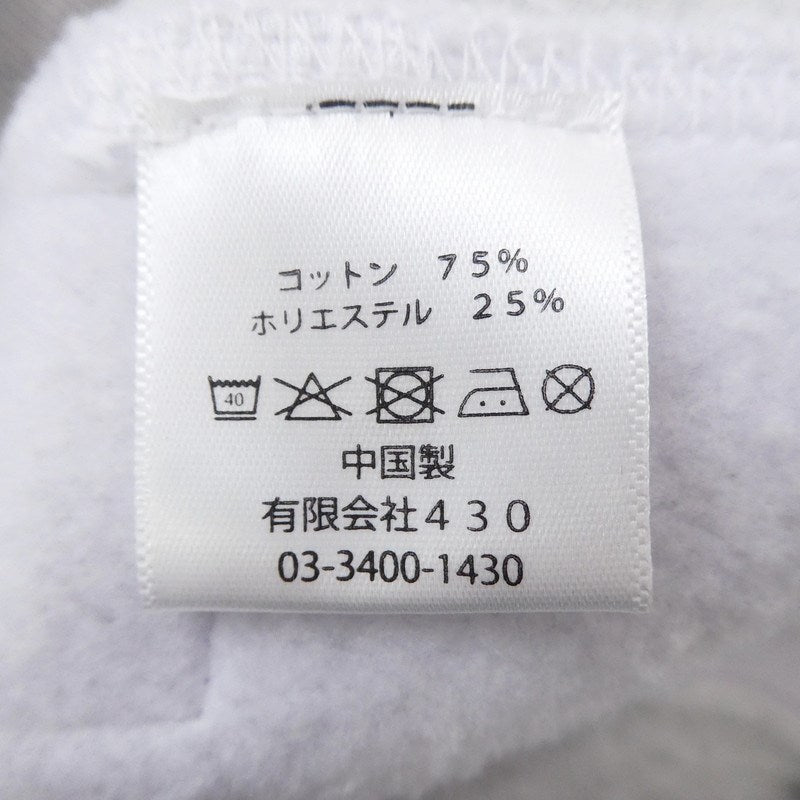 コットン ７５％
ホリエステル ２５％
40
中国製
有限会社４３０
03-3400-1430